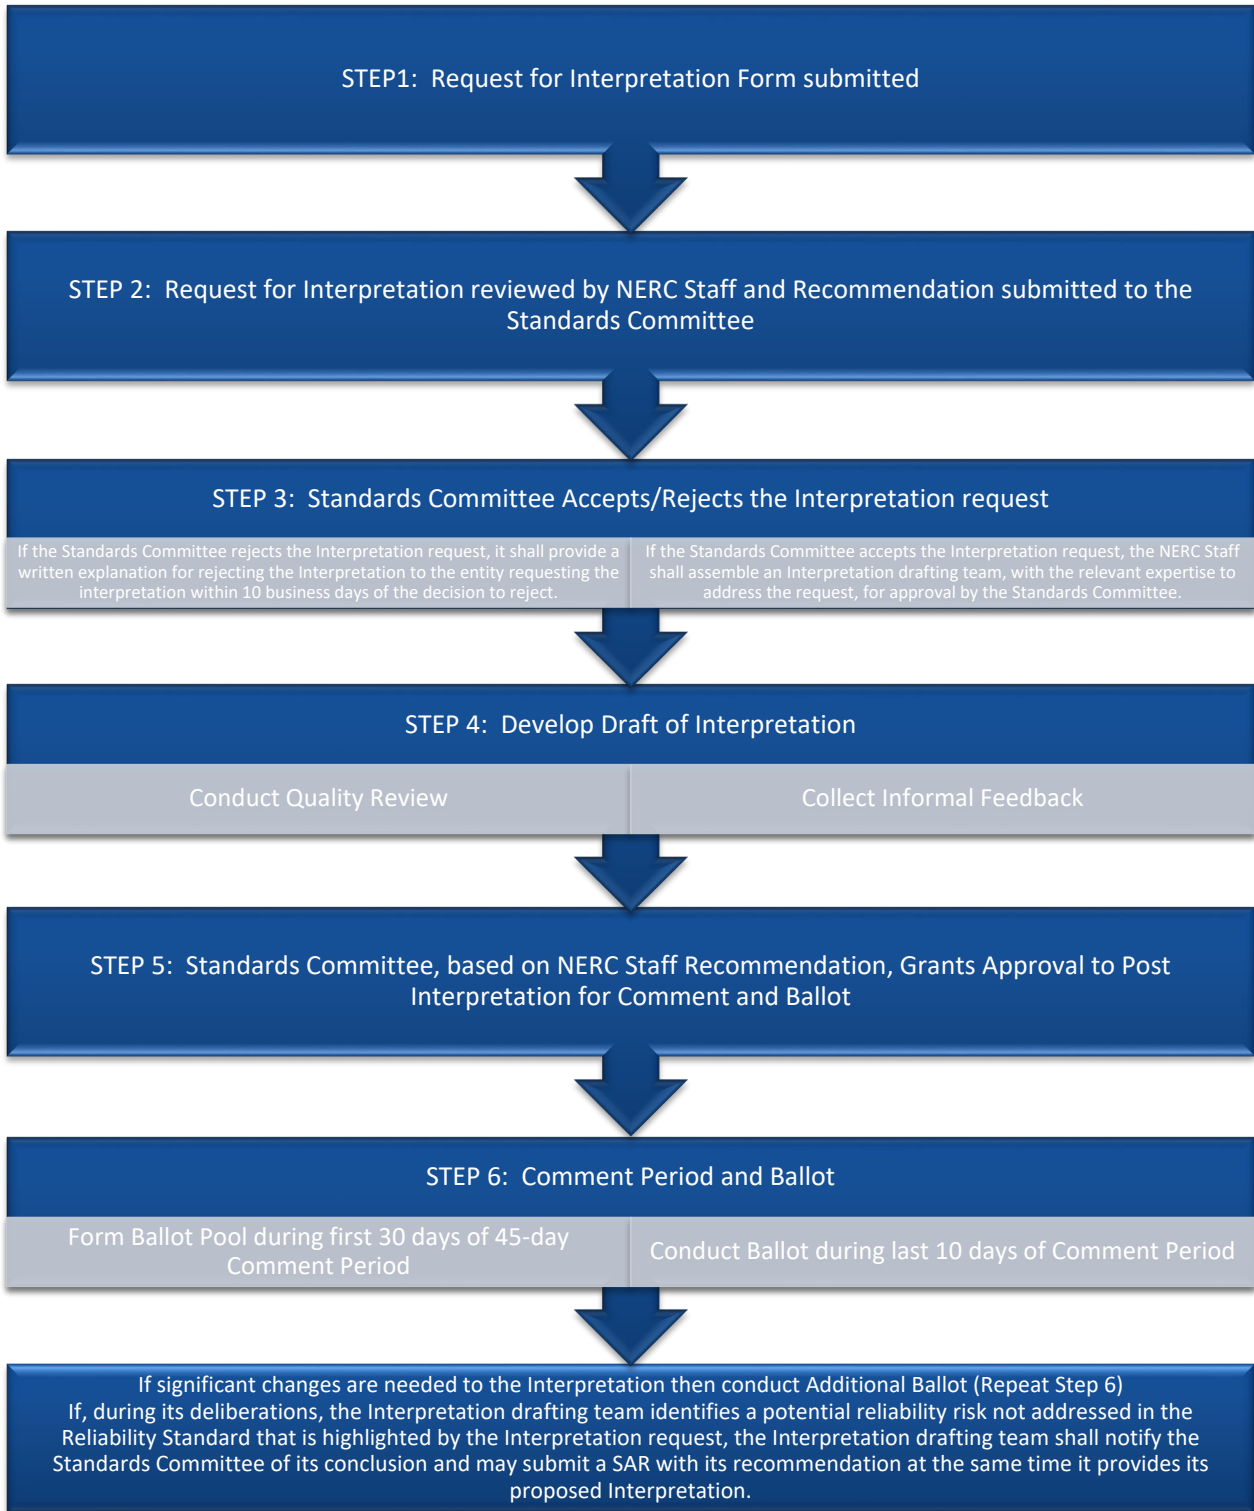 STEP1:  Request for Interpretation Form submitted
STEP 2:  Request for Interpretation reviewed by NERC Staff and Recommendation submitted to the
Standards Committee
STEP 3:  Standards Committee Accepts/Rejects the Interpretation request
If the Standards Committee rejects the Interpretation request, it shall provide a
written explanation for rejecting the Interpretation to the entity requesting the
interpretation within 10 business days of the decision to reject.
If the Standards Committee accepts the Interpretation request, the NERC Staff
shall assemble an Interpretation drafting team, with the relevant expertise to
address the request, for approval by the Standards Committee.
STEP 4:  Develop Draft of Interpretation
Conduct Quality Review
Collect Informal Feedback
STEP 5:  Standards Committee, based on NERC Staff Recommendation, Grants Approval to Post
Interpretation for Comment and Ballot
STEP 6:  Comment Period and Ballot
Form Ballot Pool during first 30 days of 45-day
Comment Period
Conduct Ballot during last 10 days of Comment Period
If significant changes are needed to the Interpretation then conduct Additional Ballot (Repeat Step 6)
If, during its deliberations, the Interpretation drafting team identifies a potential reliability risk not addressed in the
Reliability Standard that is highlighted by the Interpretation request, the Interpretation drafting team shall notify the
Standards Committee of its conclusion and may submit a SAR with its recommendation at the same time it provides its
proposed Interpretation.